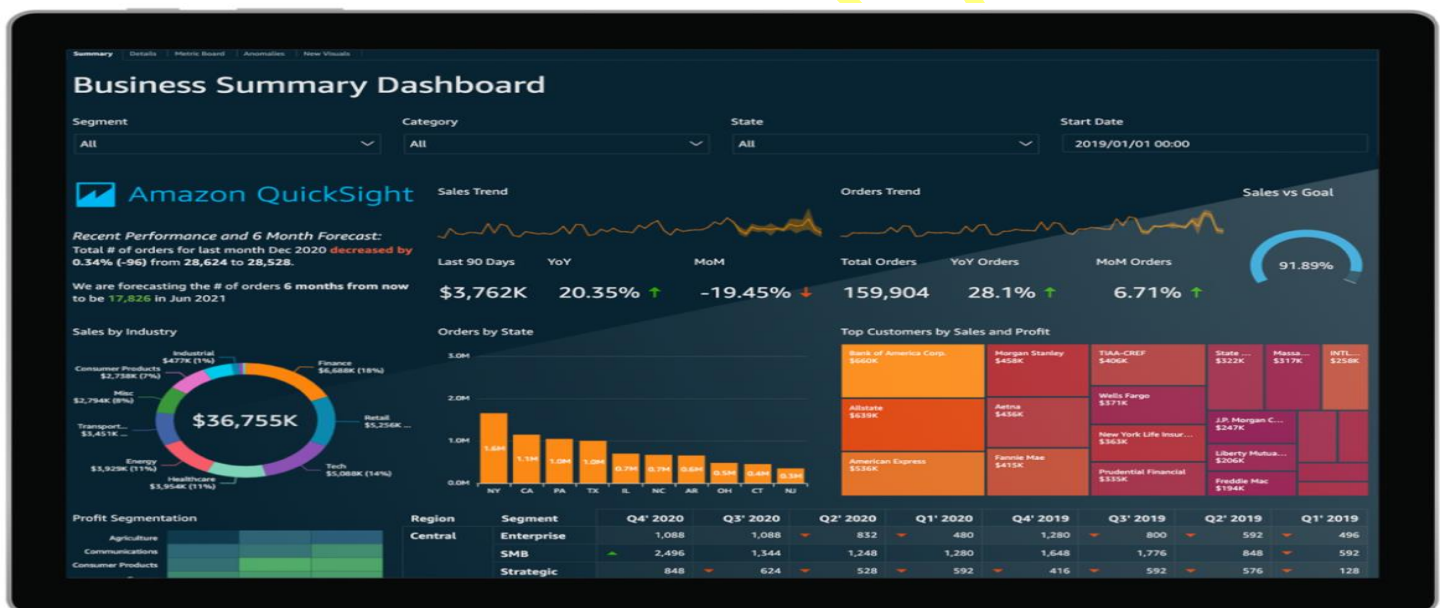 Summary Details Metric Board Anomalies New Visuals
Business Summary Dashboard
Segment Category State Start Date
All All All 2019/01/01 00:00
Amazon QuickSight
Recent Performance and 6 Month Forecast:
Total # of orders for last month Dec 2020 decreased by
0.34% (-96) from 28,624 to 28,528.
We are forecasting the # of orders 6 months from now
to be 17,826 in Jun 2021
Sales Trend
Last 90 Days YoY MoM
$3,762K 20.35% -19.45%
Orders Trend
Total Orders YoY Orders MoM Orders
159,904 28.1% 6.71%
Sales vs Goal
91.89%
Sales by Industry
Industrial
$477K (1%)
Consumer Products
$2,738K (7%)
Misc
$2,794K (8%)
Transport...
$3,451K ...
Energy
$3,929K (11%)
Healthcare
$3,954K (11%)
Tech
$5,088K (14%)
Retail
$5,256K ...
Finance
$6,688K (18%)
$36,755K
Orders by State
3.0M
2.0M
1.0M
0.0M
1.6M 1.1M 1.0M 1.0M 0.7M 0.7M 0.6M 0.5M 0.4M 0.3M
NY CA PA TX IL NC AR OH CT NJ
Top Customers by Sales and Profit
Bank of America Corp.
$660K
Allstate
$639K
American Express
$536K
Morgan Stanley
$458K
Aetna
$436K
Fannie Mae
$415K
TIAA-CREF
$406K
Wells Fargo
$371K
New York Life Insur...
$363K
Prudential Financial
$335K
State ...
$322K
Massa...
$317K
INTL...
$258K
J.P. Morgan C...
$247K
Liberty Mutua...
$206K
Freddie Mac
$194K
Profit Segmentation
Agriculture
Communications
Consumer Products
Region Segment Q4' 2020 Q3' 2020 Q2' 2020 Q1' 2020 Q4' 2019 Q3' 2019 Q2' 2019 Q1' 2019
Central Enterprise 1,088 1,088 832 480 1,280 800 592 496
SMB 2,496 1,344 1,248 1,280 1,648 1,776 848 592
Strategic 848 624 528 592 416 592 576 128